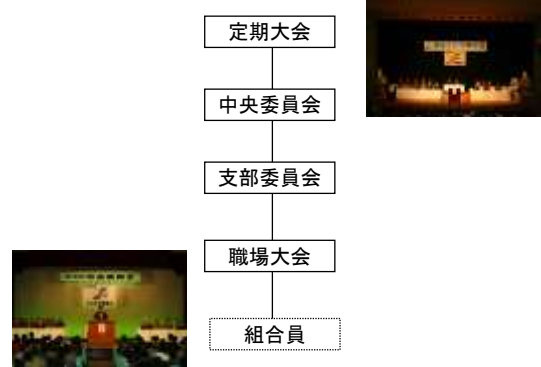 定期大会
中央委員会
支部委員会
職場大会
組合員